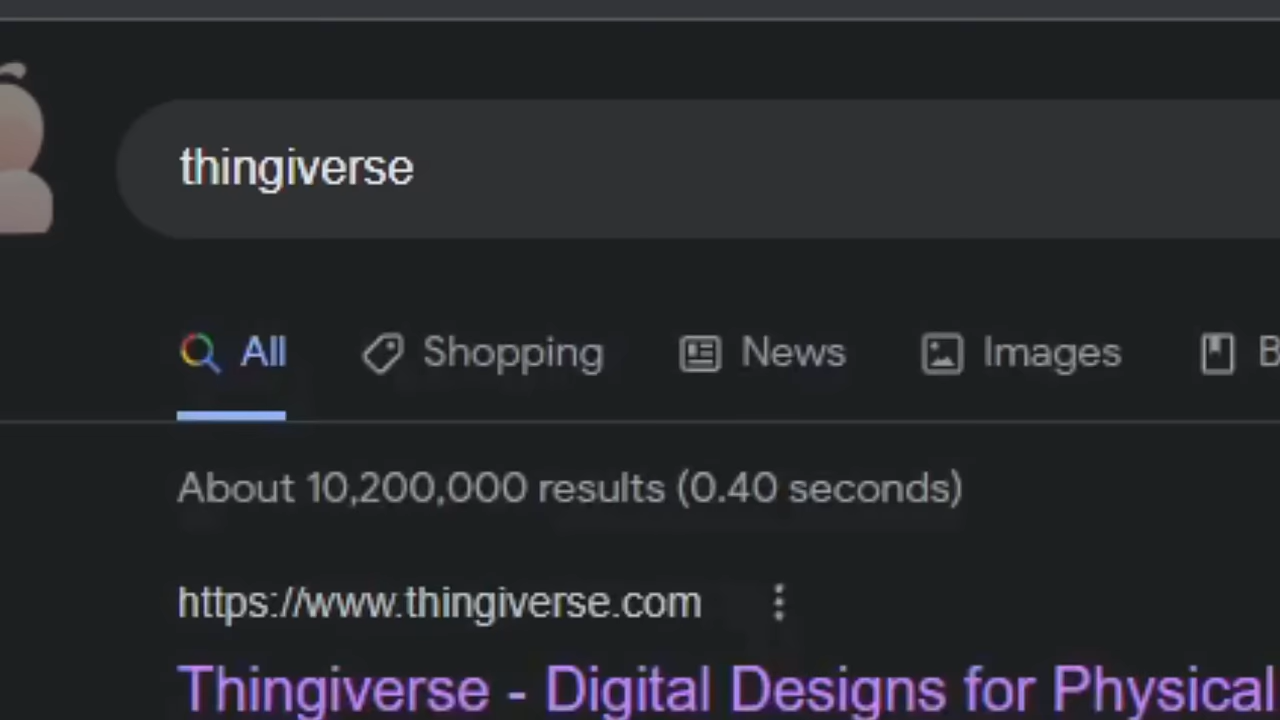 thingiverse
All Shopping News Images B
About 10,200,000 results (0.40 seconds)
https://www.thingiverse.com
Thingiverse - Digital Designs for Physical